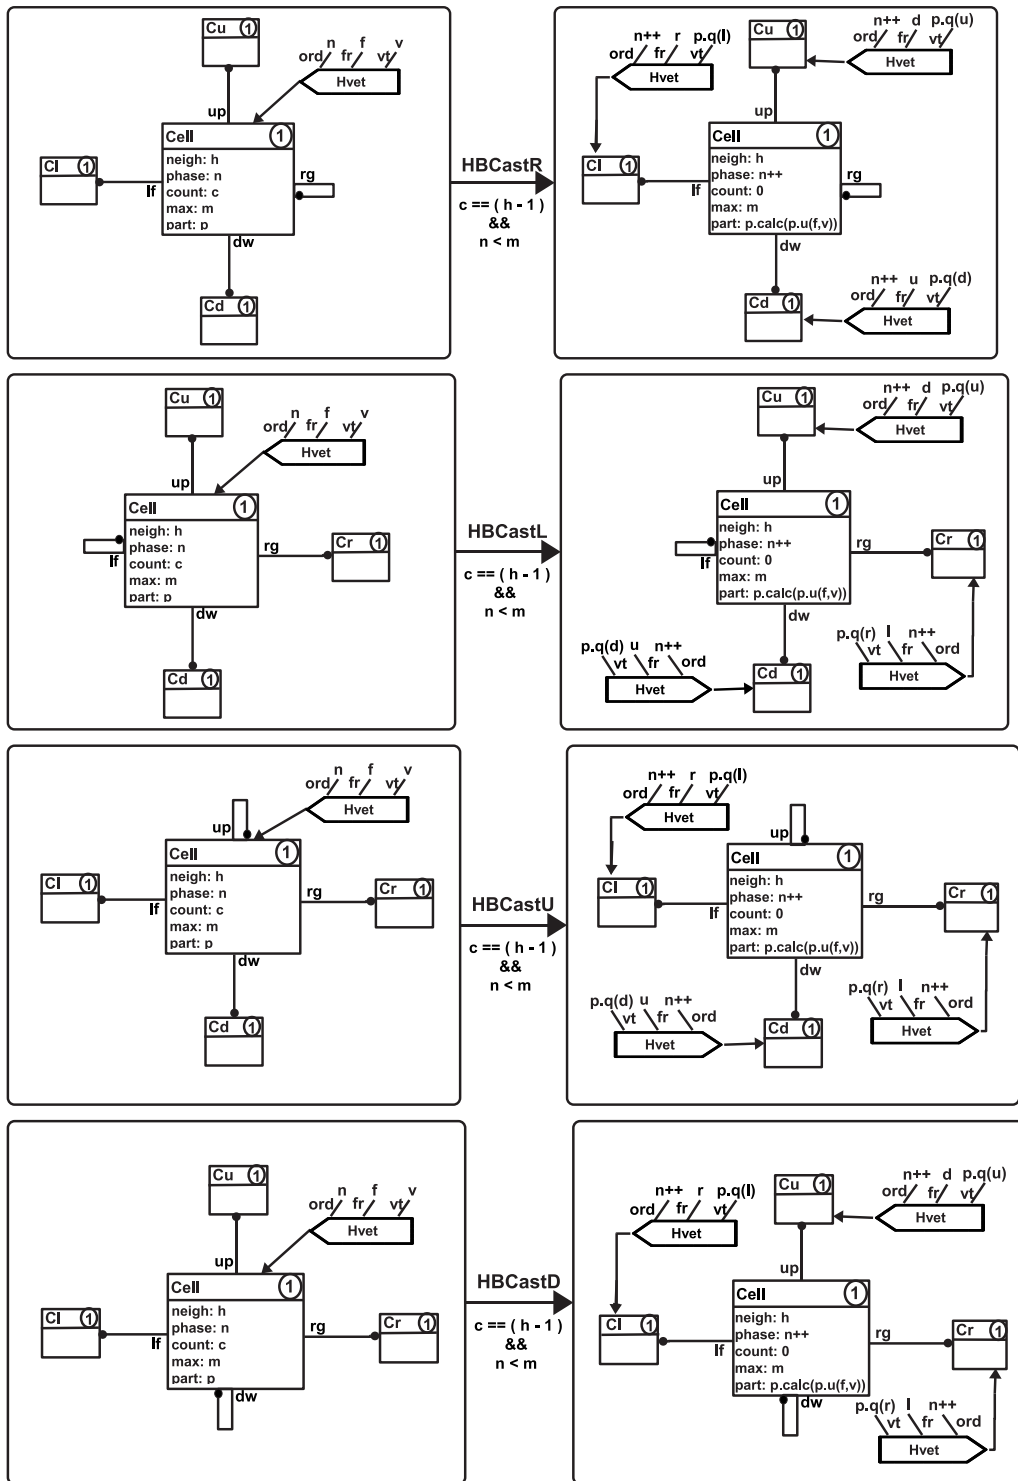 Cu 1
n f v
ord fr vt
Hvet
up
Cell 1
neigh: h
phase: n
count: c
max: m
part: p
Cl 1
lf
rg
dw
Cd 1
HBCastR
c == ( h - 1 )
&&
n < m
n++ r p.q(l)
ord fr vt
Hvet
Cu 1
n++ d p.q(u)
ord fr vt
Hvet
up
Cl 1
lf
Cell 1
neigh: h
phase: n++
count: 0
max: m
part: p.calc(p.u(f,v))
rg
dw
Cd 1
n++ u p.q(d)
ord fr vt
Hvet
Cu 1
n f v
ord fr vt
Hvet
up
Cell 1
neigh: h
phase: n
count: c
max: m
part: p
lf
rg
Cr 1
dw
Cd 1
HBCastL
c == ( h - 1 )
&&
n < m
Cu 1
n++ d p.q(u)
ord fr vt
Hvet
up
Cell 1
neigh: h
phase: n++
count: 0
max: m
part: p.calc(p.u(f,v))
lf
rg
Cr 1
dw
p.q(d) u n++
vt fr ord
Hvet
Cd 1
p.q(r) l n++
vt fr ord
Hvet
n f v
ord fr vt
Hvet
up
Cell 1
neigh: h
phase: n
count: c
max: m
part: p
Cl 1
lf
rg
Cr 1
dw
Cd 1
HBCastU
c == ( h - 1 )
&&
n < m
n++ r p.q(l)
ord fr vt
Hvet
up
Cell 1
neigh: h
phase: n++
count: 0
max: m
part: p.calc(p.u(f,v))
Cl 1
lf
rg
Cr 1
dw
p.q(d) u n++
vt fr ord
Hvet
Cd 1
p.q(r) l n++
vt fr ord
Hvet
Cu 1
n f v
ord fr vt
Hvet
up
Cell 1
neigh: h
phase: n
count: c
max: m
part: p
Cl 1
lf
rg
Cr 1
dw
HBCastD
c == ( h - 1 )
&&
n < m
n++ r p.q(l)
ord fr vt
Hvet
Cu 1
n++ d p.q(u)
ord fr vt
Hvet
up
Cell 1
neigh: h
phase: n++
count: 0
max: m
part: p.calc(p.u(f,v))
Cl 1
lf
rg
Cr 1
dw
p.q(r) l n++
vt fr ord
Hvet